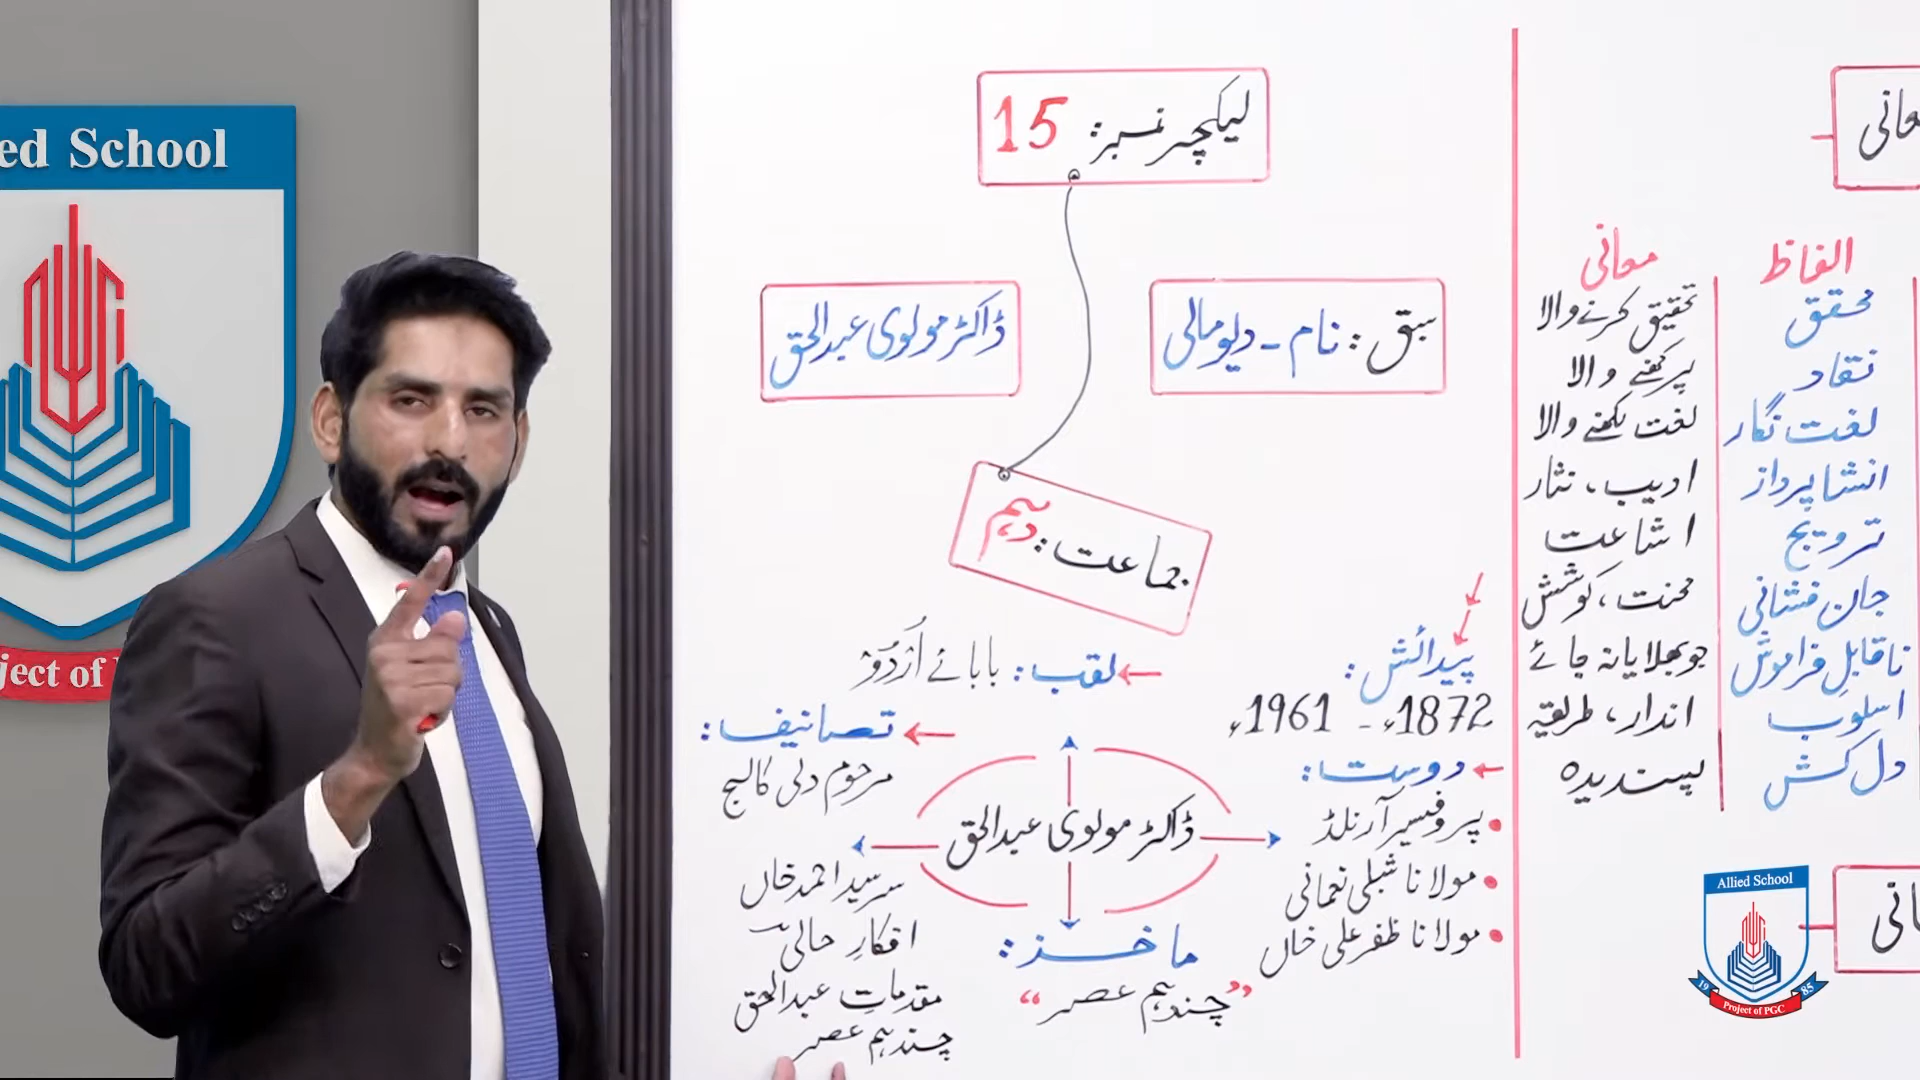 ed School
ject of
لیکچر نمبر: 15
سبق: نام - دیو مالی
ڈاکٹر مولوی عبدالحق
جماعت: دہم
پیدائش:
1872ء - 1961ء
لقب: بابائے اُردو
دوست:
پروفیسر آرنلڈ
مولانا شبلی نعمانی
مولانا ظفر علی خاں
تصانیف:
مرحوم دلی کالج
سرسید احمد خاں
افکارِ حالی
مقدماتِ عبدالحق
چند ہم عصر
ڈاکٹر مولوی عبدالحق
ماخذ:
"چند ہم عصر"
الفاظ معانی
محقق تحقیق کرنے والا
نقاد پرکھنے والا
لغت نگار لغت لکھنے والا
انشا پرداز ادیب، نثار
ترویج اشاعت
جان فشانی محنت، کوشش
ناقابلِ فراموش جو بھلایا نہ جائے
اسلوب انداز، طریقہ
دل کش پسندیدہ
Allied School
19 85
Project of PGC